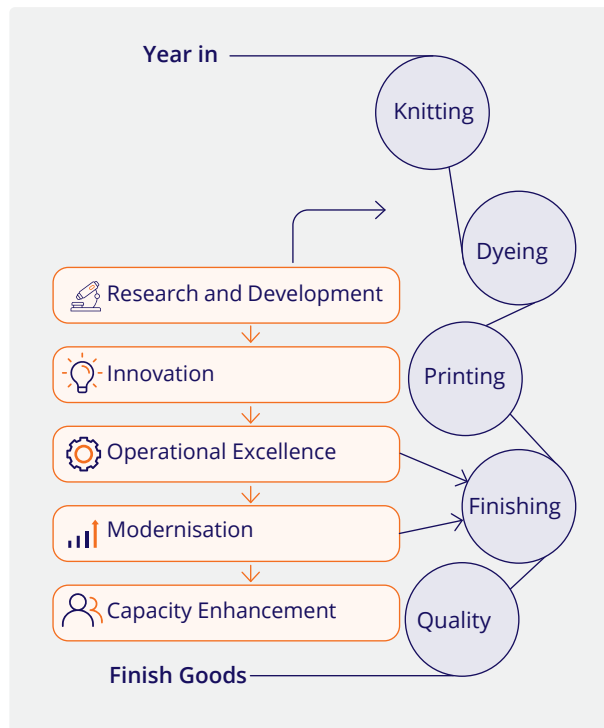 Year in
Knitting
Dyeing
Research and Development
Innovation
Printing
Operational Excellence
Finishing
Modernisation
Capacity Enhancement
Quality
Finish Goods